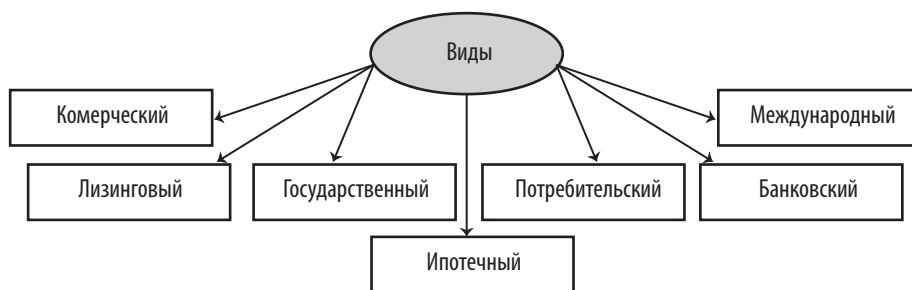 Виды
Комерческий
Международный
Лизинговый
Государственный
Потребительский
Банковский
Ипотечный